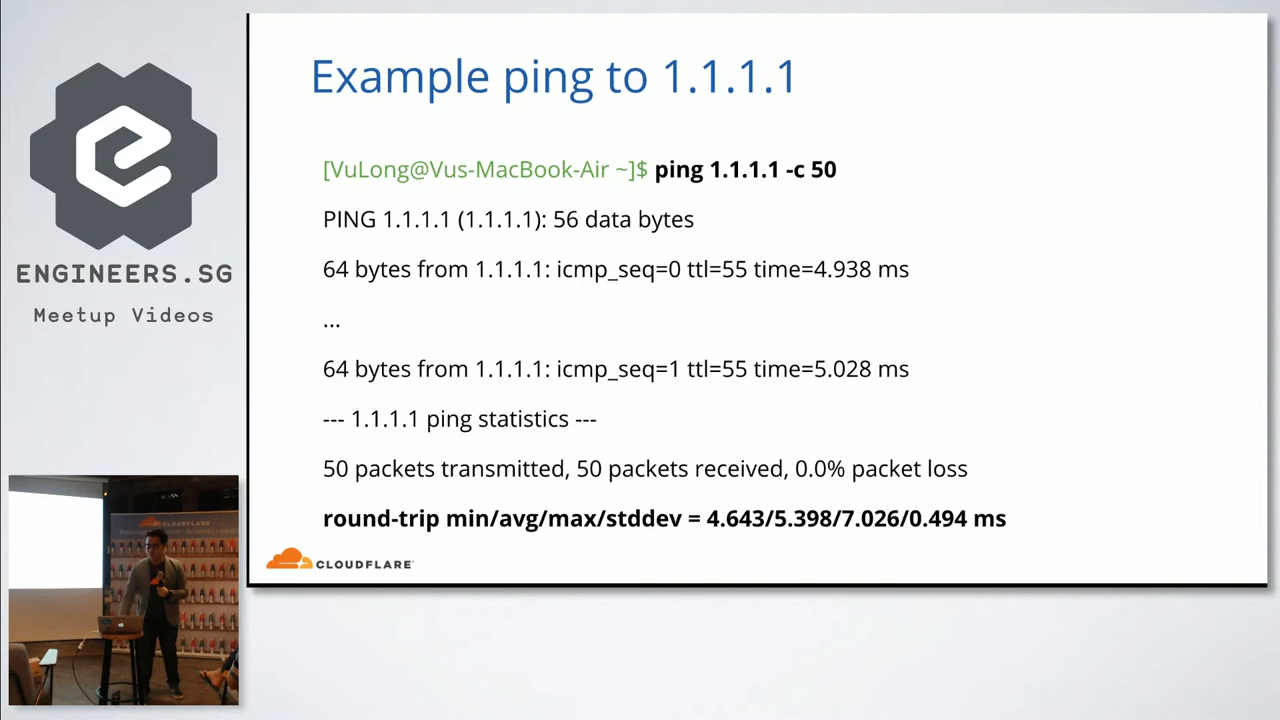 Example ping to 1.1.1.1
[VuLong@Vus-MacBook-Air ~]$ ping 1.1.1.1 -c 50
PING 1.1.1.1 (1.1.1.1): 56 data bytes
64 bytes from 1.1.1.1: icmp_seq=0 ttl=55 time=4.938 ms
...
64 bytes from 1.1.1.1: icmp_seq=1 ttl=55 time=5.028 ms
--- 1.1.1.1 ping statistics ---
50 packets transmitted, 50 packets received, 0.0% packet loss
round-trip min/avg/max/stddev = 4.643/5.398/7.026/0.494 ms
CLOUDFLARE
ENGINEERS.SG
Meetup Videos
CLOUDFLARE